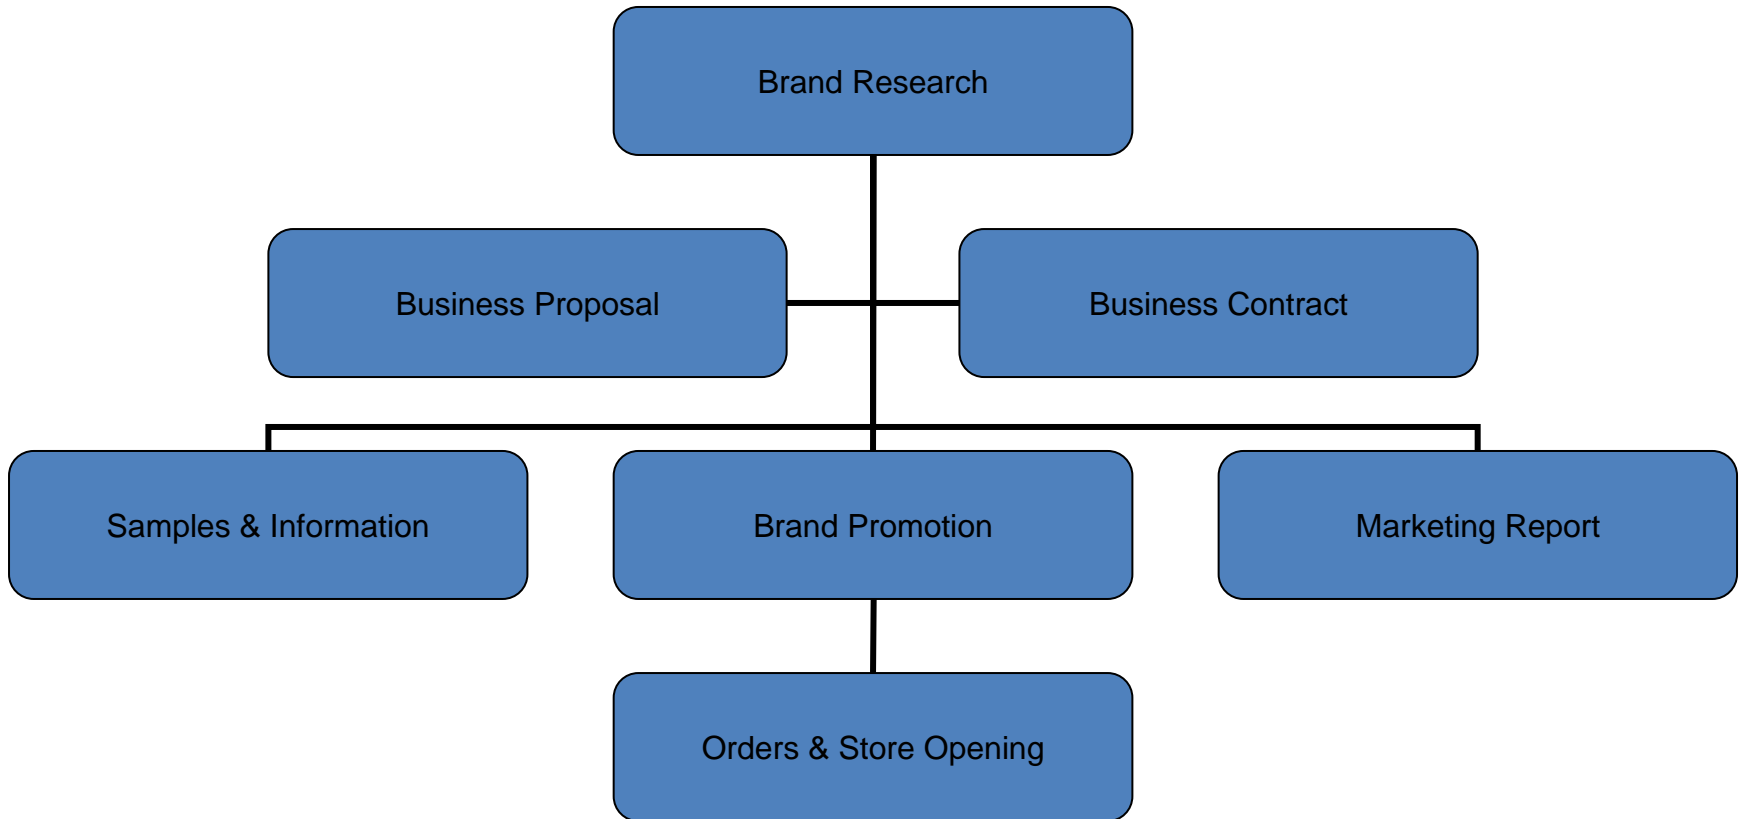 Brand Research
Business Proposal
Business Contract
Samples & Information
Brand Promotion
Marketing Report
Orders & Store Opening